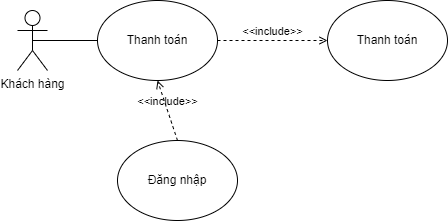 Thanh toán
<<include>>
Thanh toán
Khách hàng
<<include>>
Đăng nhập